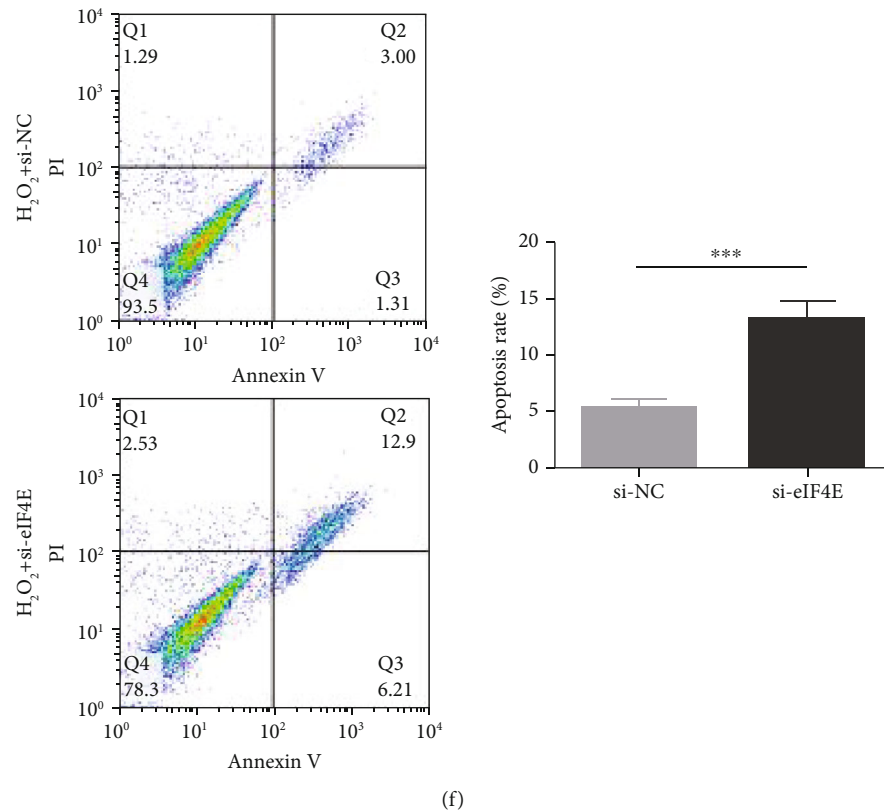 H₂O₂+si-NC
PI
10⁴
10³
10²
10¹
10⁰
Q1
1.29
Q2
3.00
Q4
93.5
Q3
1.31
10⁰ 10¹ 10² 10³ 10⁴
Annexin V
H₂O₂+si-eIF4E
PI
10⁴
10³
10²
10¹
10⁰
Q1
2.53
Q2
12.9
Q4
78.3
Q3
6.21
10⁰ 10¹ 10² 10³ 10⁴
Annexin V
Apoptosis rate (%)
20
15
10
5
0
***
si-NC si-eIF4E
(f)